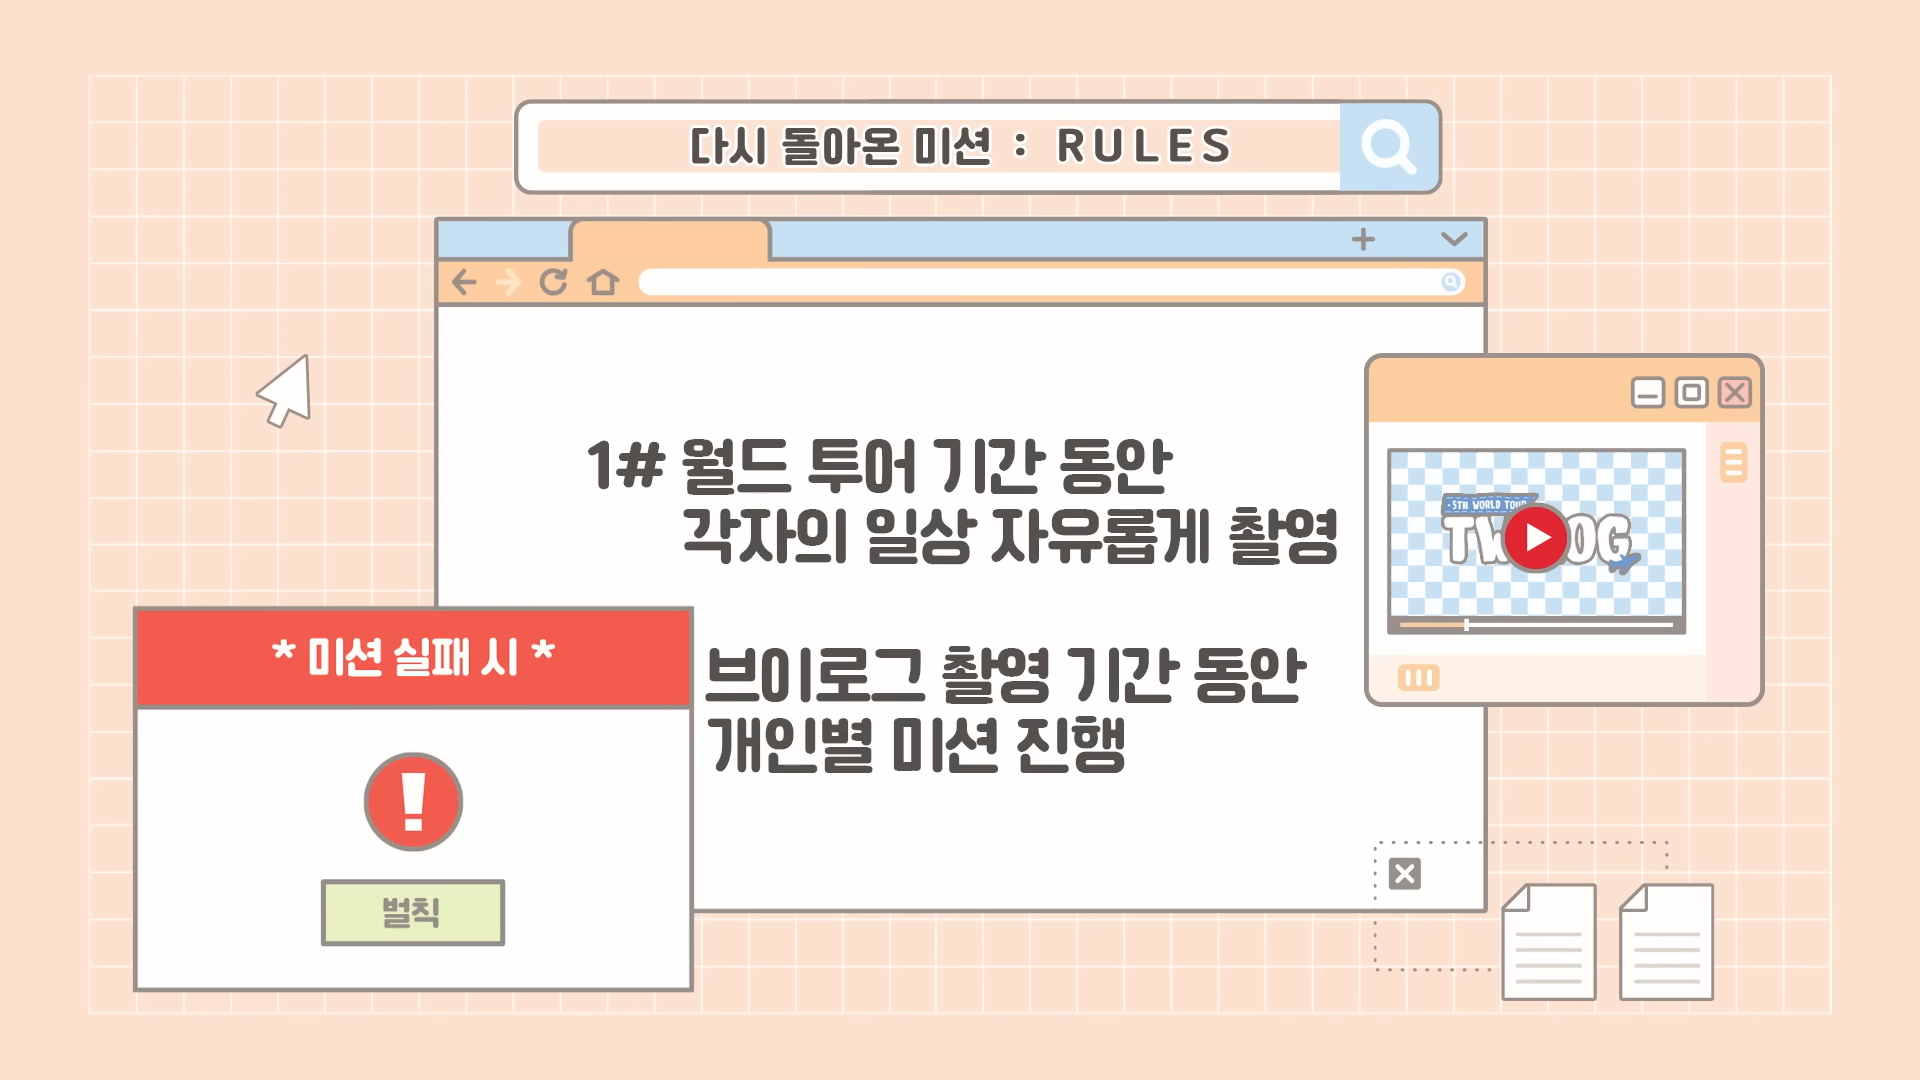 다시 돌아온 미션 : RULES
1# 월드 투어 기간 동안
각자의 일상 자유롭게 촬영
5TH WORLD TOUR
브이로그 촬영 기간 동안
개인별 미션 진행
* 미션 실패 시 *
!
벌칙